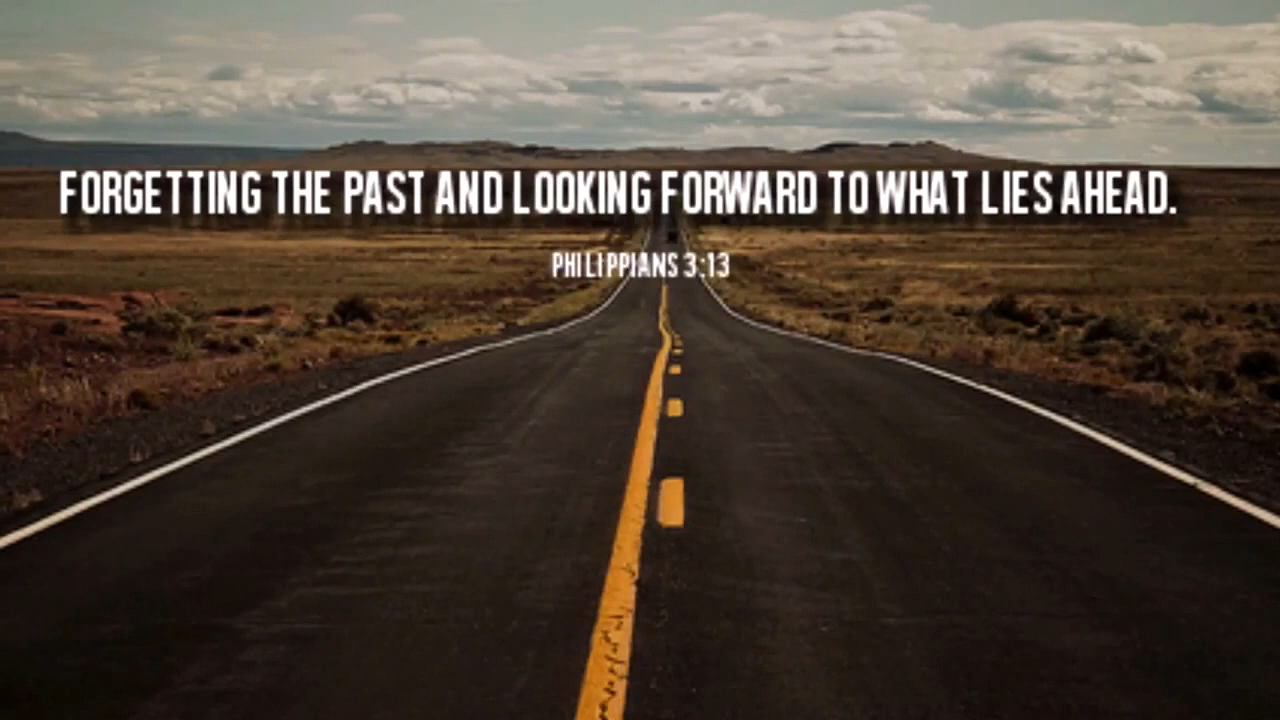 FORGETTING THE PAST AND LOOKING FORWARD TO WHAT LIES AHEAD.
PHILIPPIANS 3:13